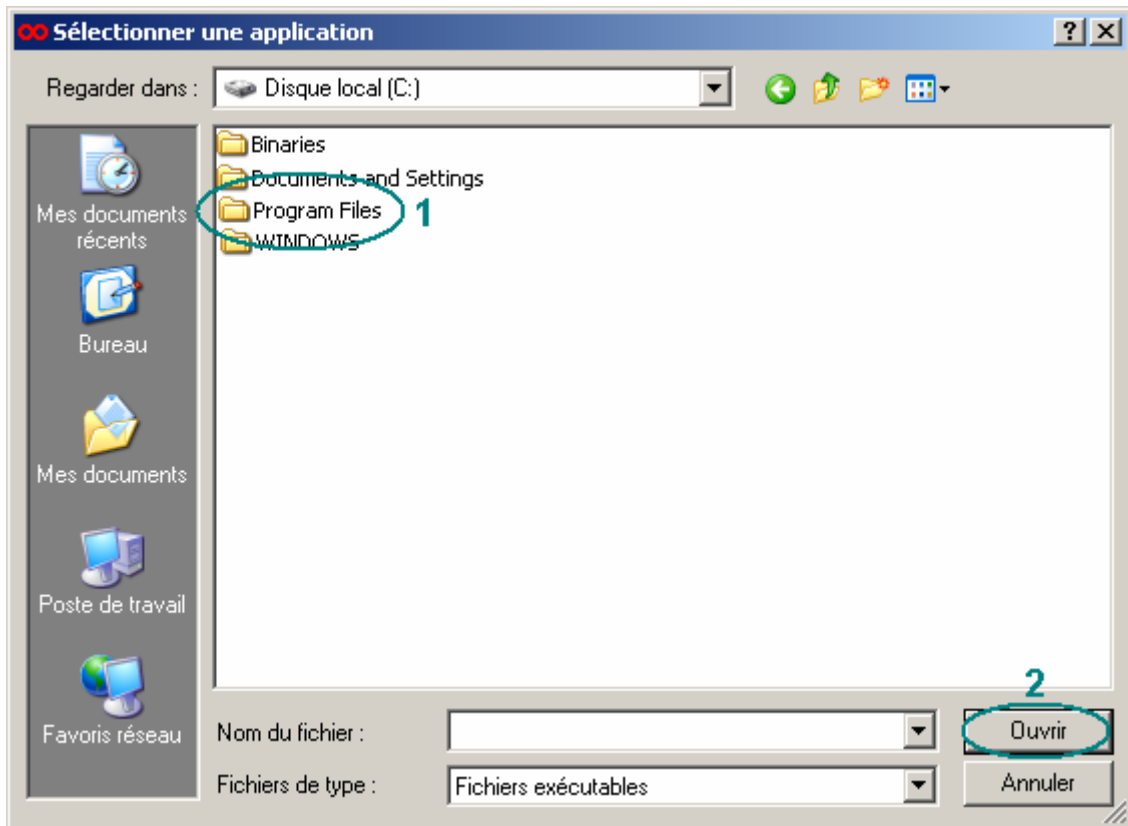 Sélectionner une application
Regarder dans :
Disque local (C:)
Binaries
Documents and Settings
Program Files
1
WINDOWS
Mes documents
récents
Bureau
Mes documents
Poste de travail
Favoris réseau
2
Nom du fichier :
Ouvrir
Fichiers de type :
Fichiers exécutables
Annuler